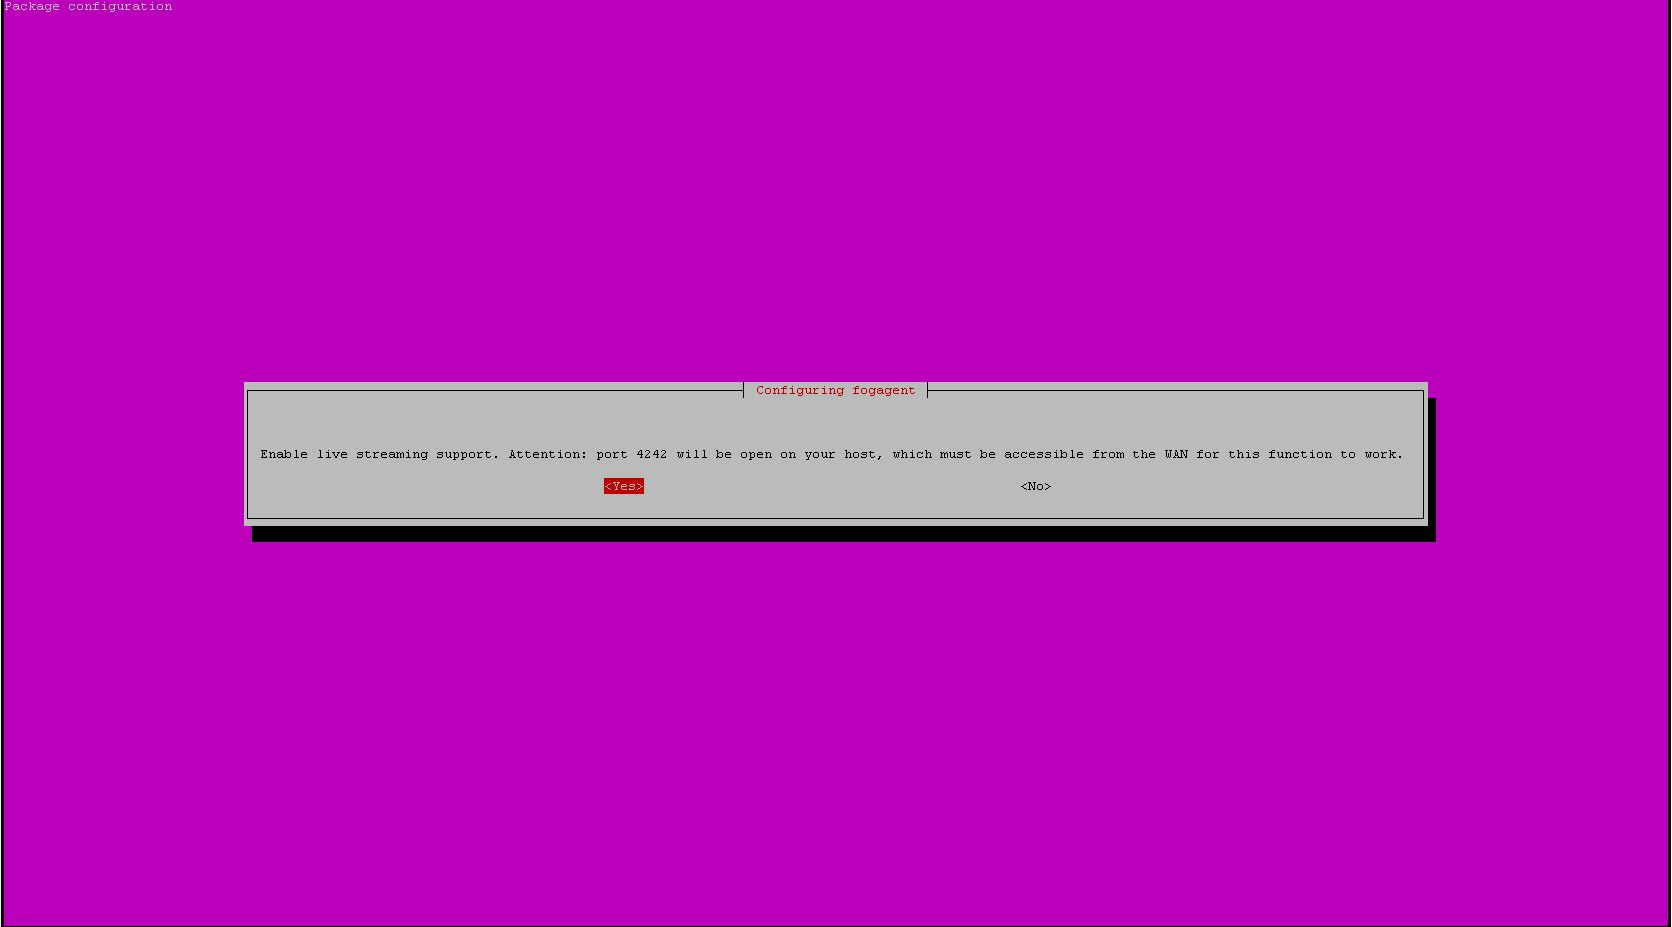 Package configuration
Configuring fogagent
Enable live streaming support. Attention: port 4242 will be open on your host, which must be accessible from the WAN for this function to work.
<Yes> <No>